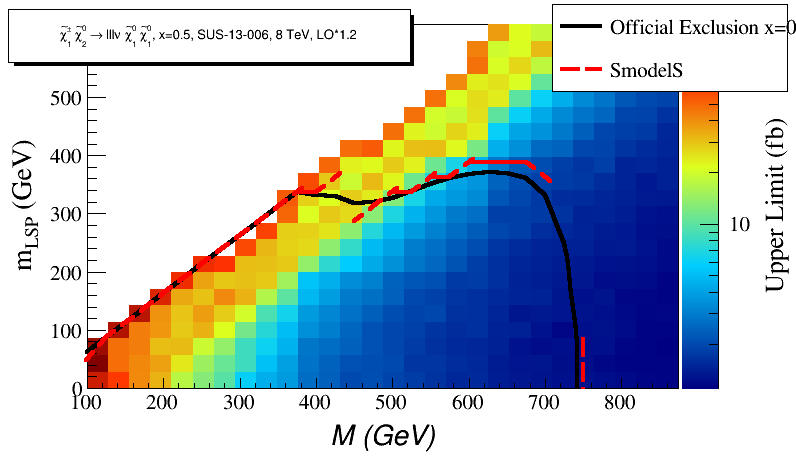 χ̃₁± χ̃₂⁰ → lllν χ̃₁⁰ χ̃₁⁰, x=0.5, SUS-13-006, 8 TeV, LO*1.2
Official Exclusion x=0
SmodelS
500
400
300
200
100
0
m_LSP (GeV)
100 200 300 400 500 600 700 800
M (GeV)
10
Upper Limit (fb)